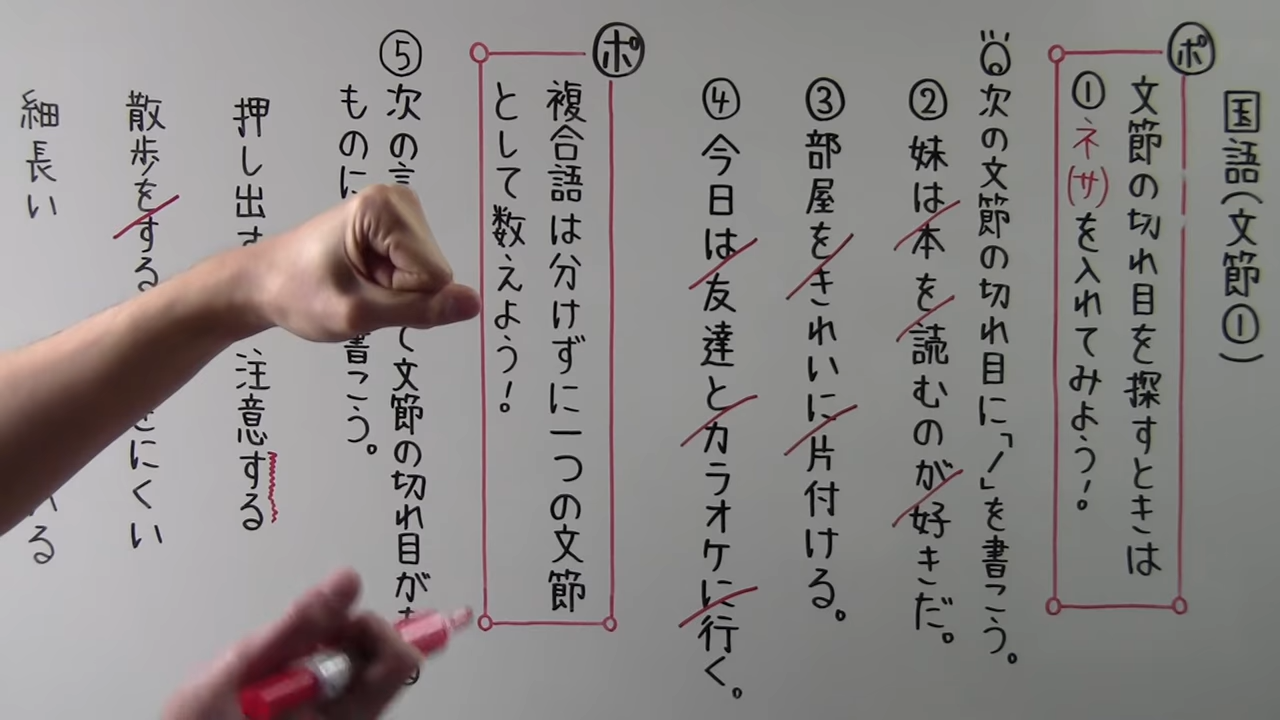 国語(文節①)
ポ
文節の切れ目を探すときは
①ネ(サ)を入れてみよう!
次の文節の切れ目に「/」を書こう。
②妹は/本を/読むのが/好きだ。
③部屋を/きれいに/片付ける。
④今日は/友達と/カラオケに/行く。
ポ
複合語は分けずに一つの文節
として数えよう!
⑤次の言 て文節の切れ目が
ものに 書こう。
押し出す
注意する
散歩を/する
にくい
細長い
いる